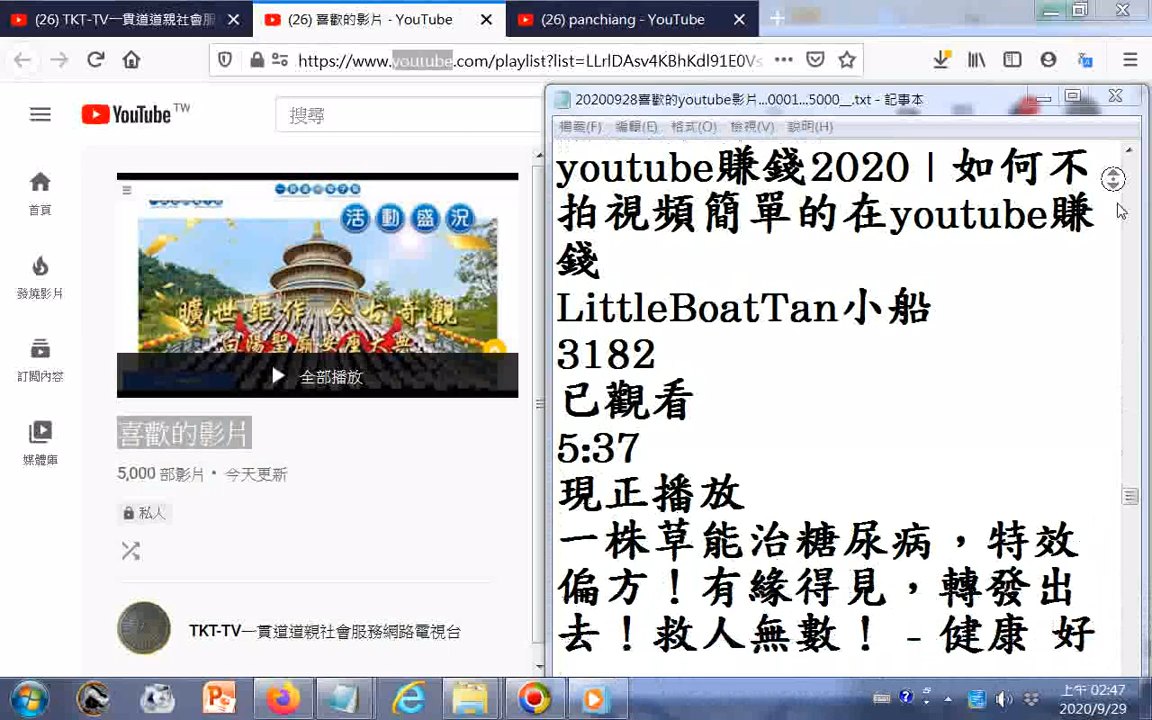 (26) TKT-TV一貫道道親社會服
(26) 喜歡的影片 - YouTube
(26) panchiang - YouTube
https://www.youtube.com/playlist?list=LLrlDAsv4KBhKdl91E0Vs
YouTube TW
搜尋
首頁
發燒影片
訂閱內容
媒體庫
活動盛況
曠世鉅作 今古奇觀
全部播放
喜歡的影片
5,000 部影片・今天更新
私人
TKT-TV一貫道道親社會服務網路電視台
20200928喜歡的youtube影片...0001...5000__.txt - 記事本
檔案(F) 編輯(E) 格式(O) 檢視(V) 說明(H)
youtube賺錢2020 | 如何不
拍視頻簡單的在youtube賺
錢
LittleBoatTan小船
3182
已觀看
5:37
現正播放
一株草能治糖尿病，特效
偏方！有緣得見，轉發出
去！救人無數！ - 健康 好
上午 02:47
2020/9/29